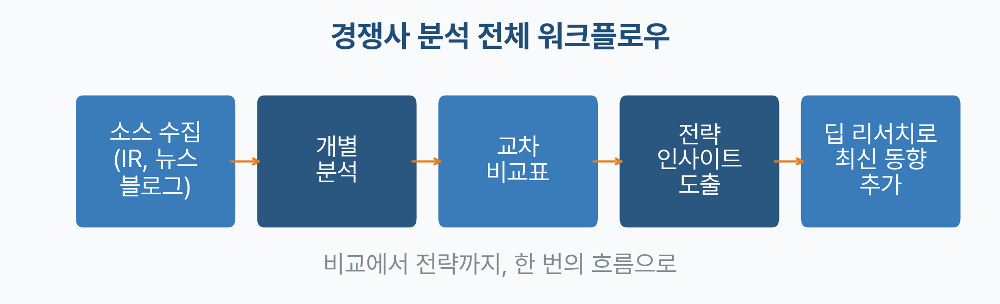 경쟁사 분석 전체 워크플로우
소스 수집
(IR, 뉴스
블로그)
개별
분석
교차
비교표
전략
인사이트
도출
딥 리서치로
최신 동향
추가
비교에서 전략까지, 한 번의 흐름으로